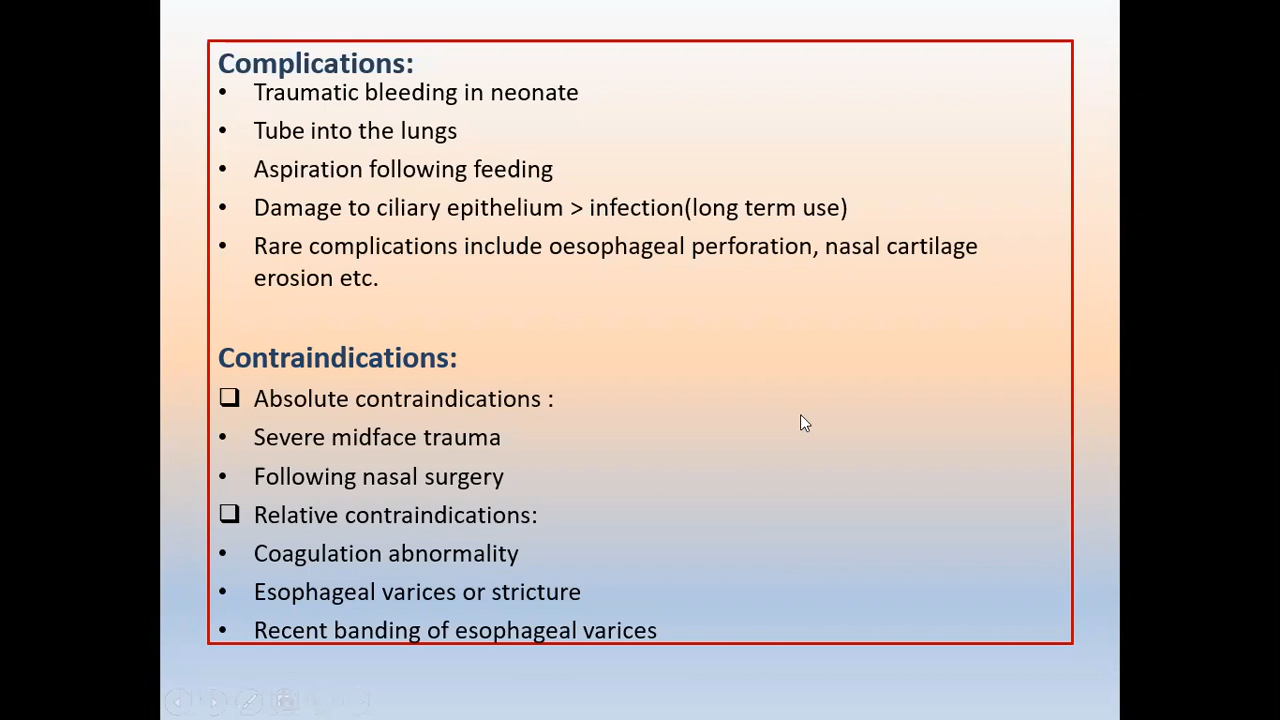 Complications:
• Traumatic bleeding in neonate
• Tube into the lungs
• Aspiration following feeding
• Damage to ciliary epithelium > infection(long term use)
• Rare complications include oesophageal perforation, nasal cartilage
erosion etc.
Contraindications:
❑ Absolute contraindications :
• Severe midface trauma
• Following nasal surgery
❑ Relative contraindications:
• Coagulation abnormality
• Esophageal varices or stricture
• Recent banding of esophageal varices